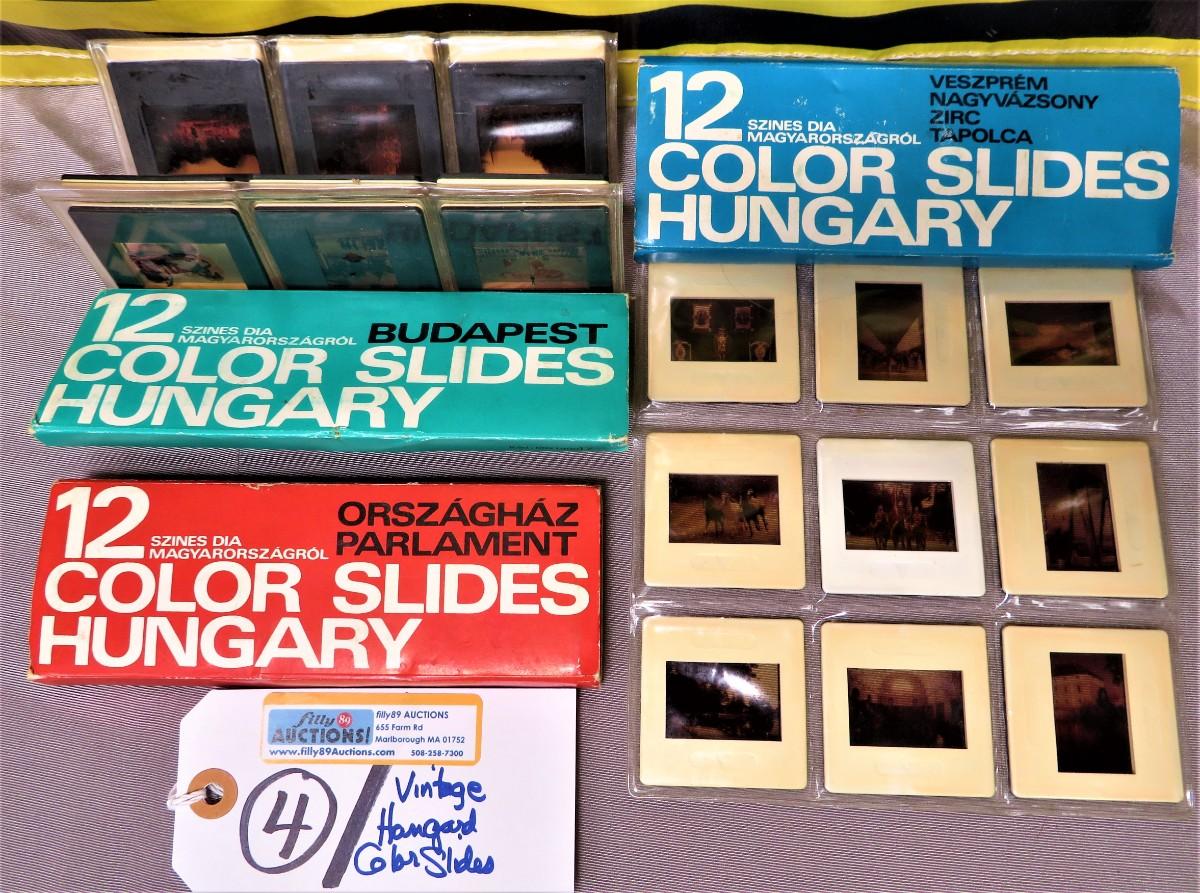 12
SZINES DIA
MAGYARORSZÁGRÓL
VESZPRÉM
NAGYVÁZSONY
ZIRC
TAPOLCA
COLOR SLIDES
HUNGARY
12
SZINES DIA
MAGYARORSZÁGRÓL
BUDAPEST
COLOR SLIDES
HUNGARY
12
SZINES DIA
MAGYARORSZÁGRÓL
ORSZÁGHÁZ
PARLAMENT
COLOR SLIDES
HUNGARY
filly 89
AUCTIONS!
filly89 AUCTIONS
655 Farm Rd
Marlborough MA 01752
www.filly89Auctions.com 508-258-7300
4/
Vintage
Hangard
Color Slides